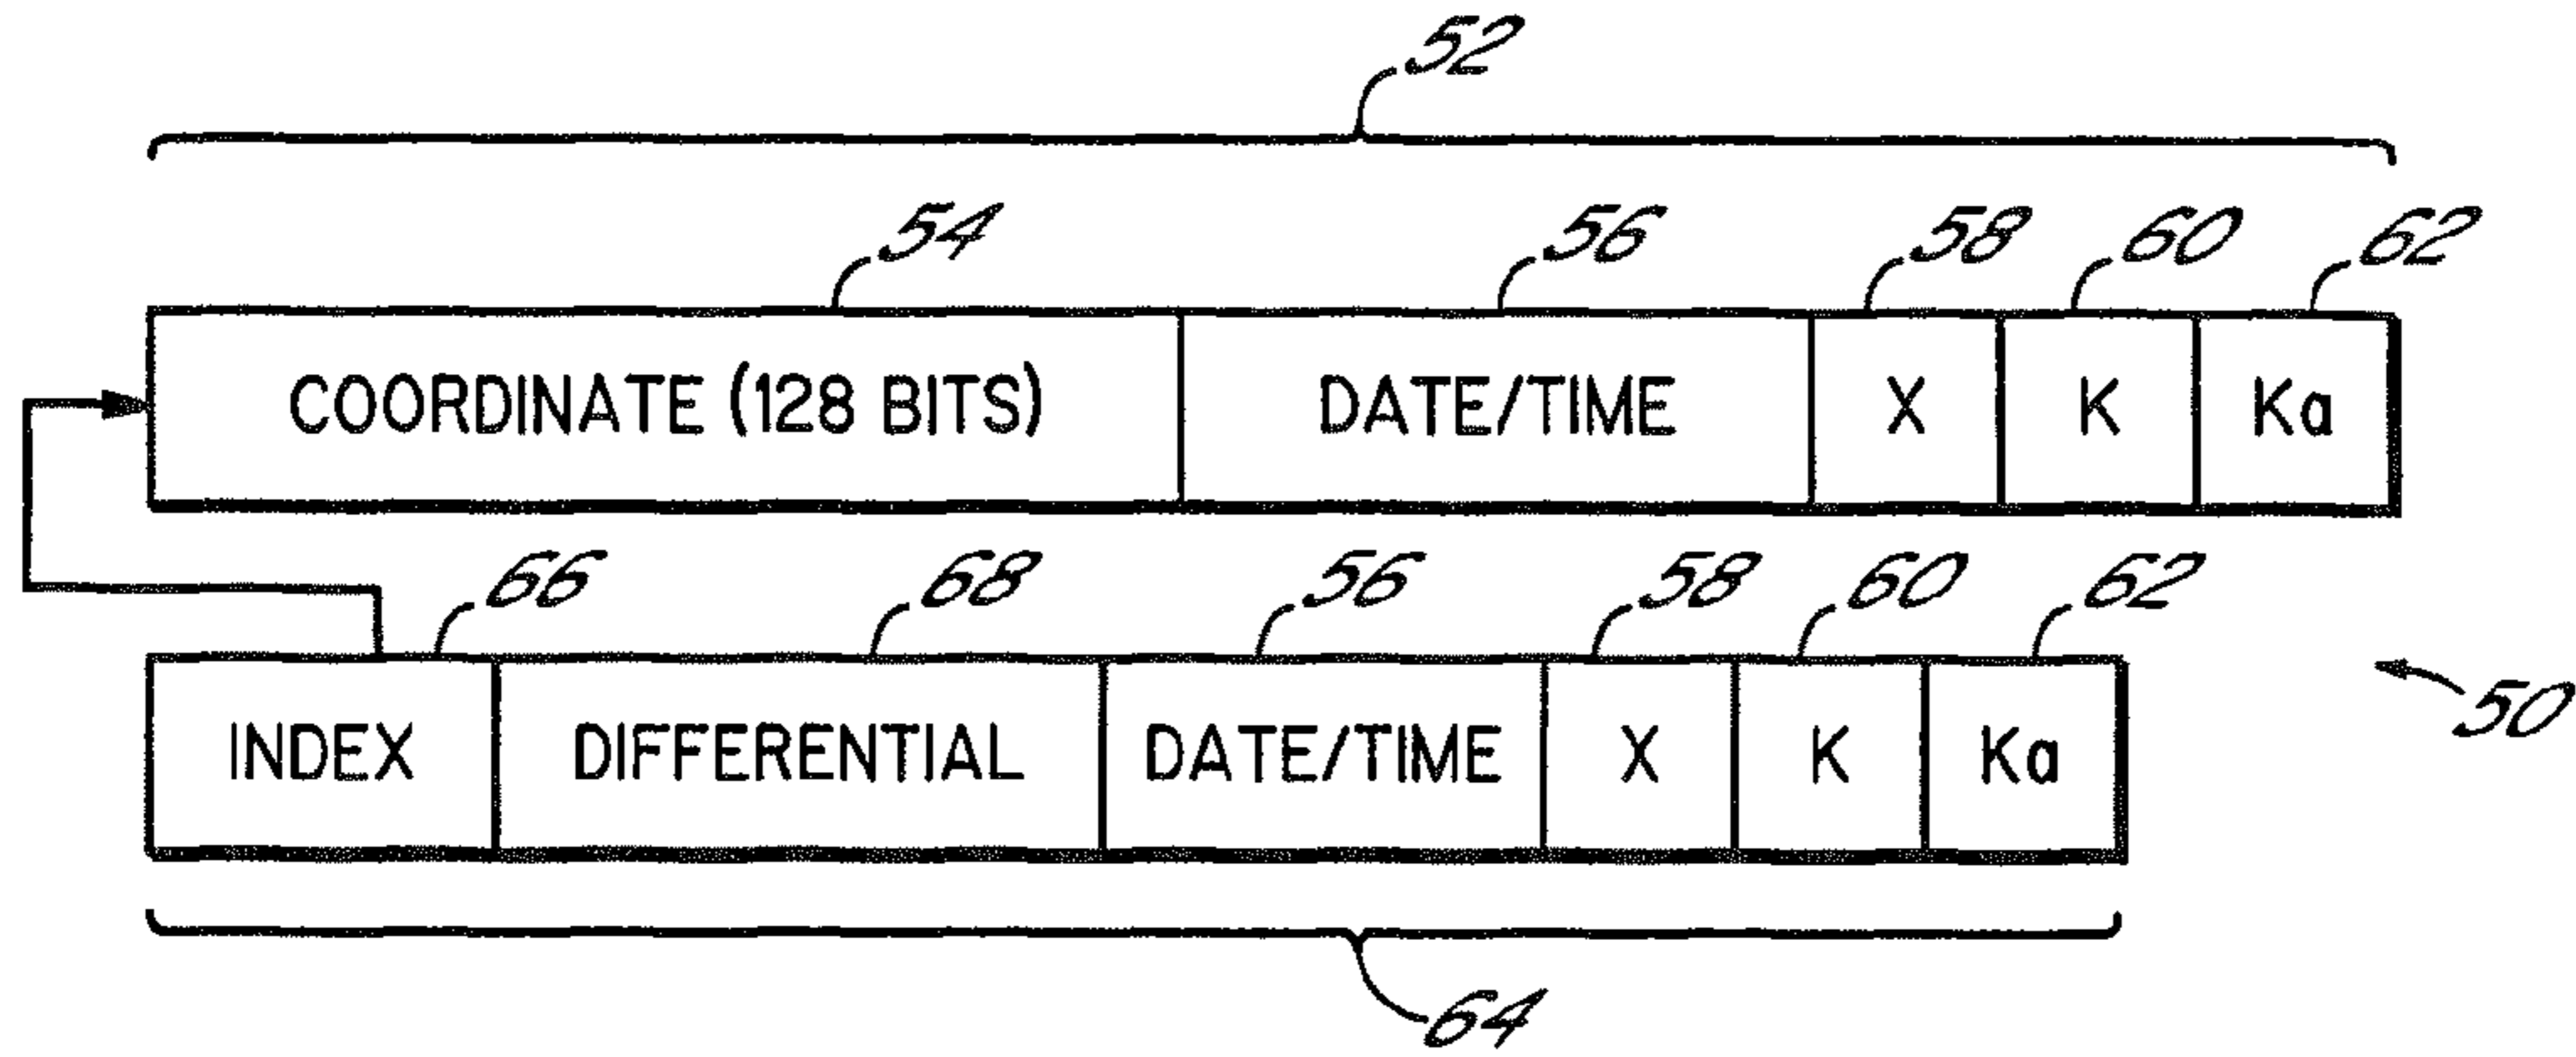 52
54 56 58 60 62
COORDINATE (128 BITS) DATE/TIME X K Ka
66 68 56 58 60 62
INDEX DIFFERENTIAL DATE/TIME X K Ka
50
64